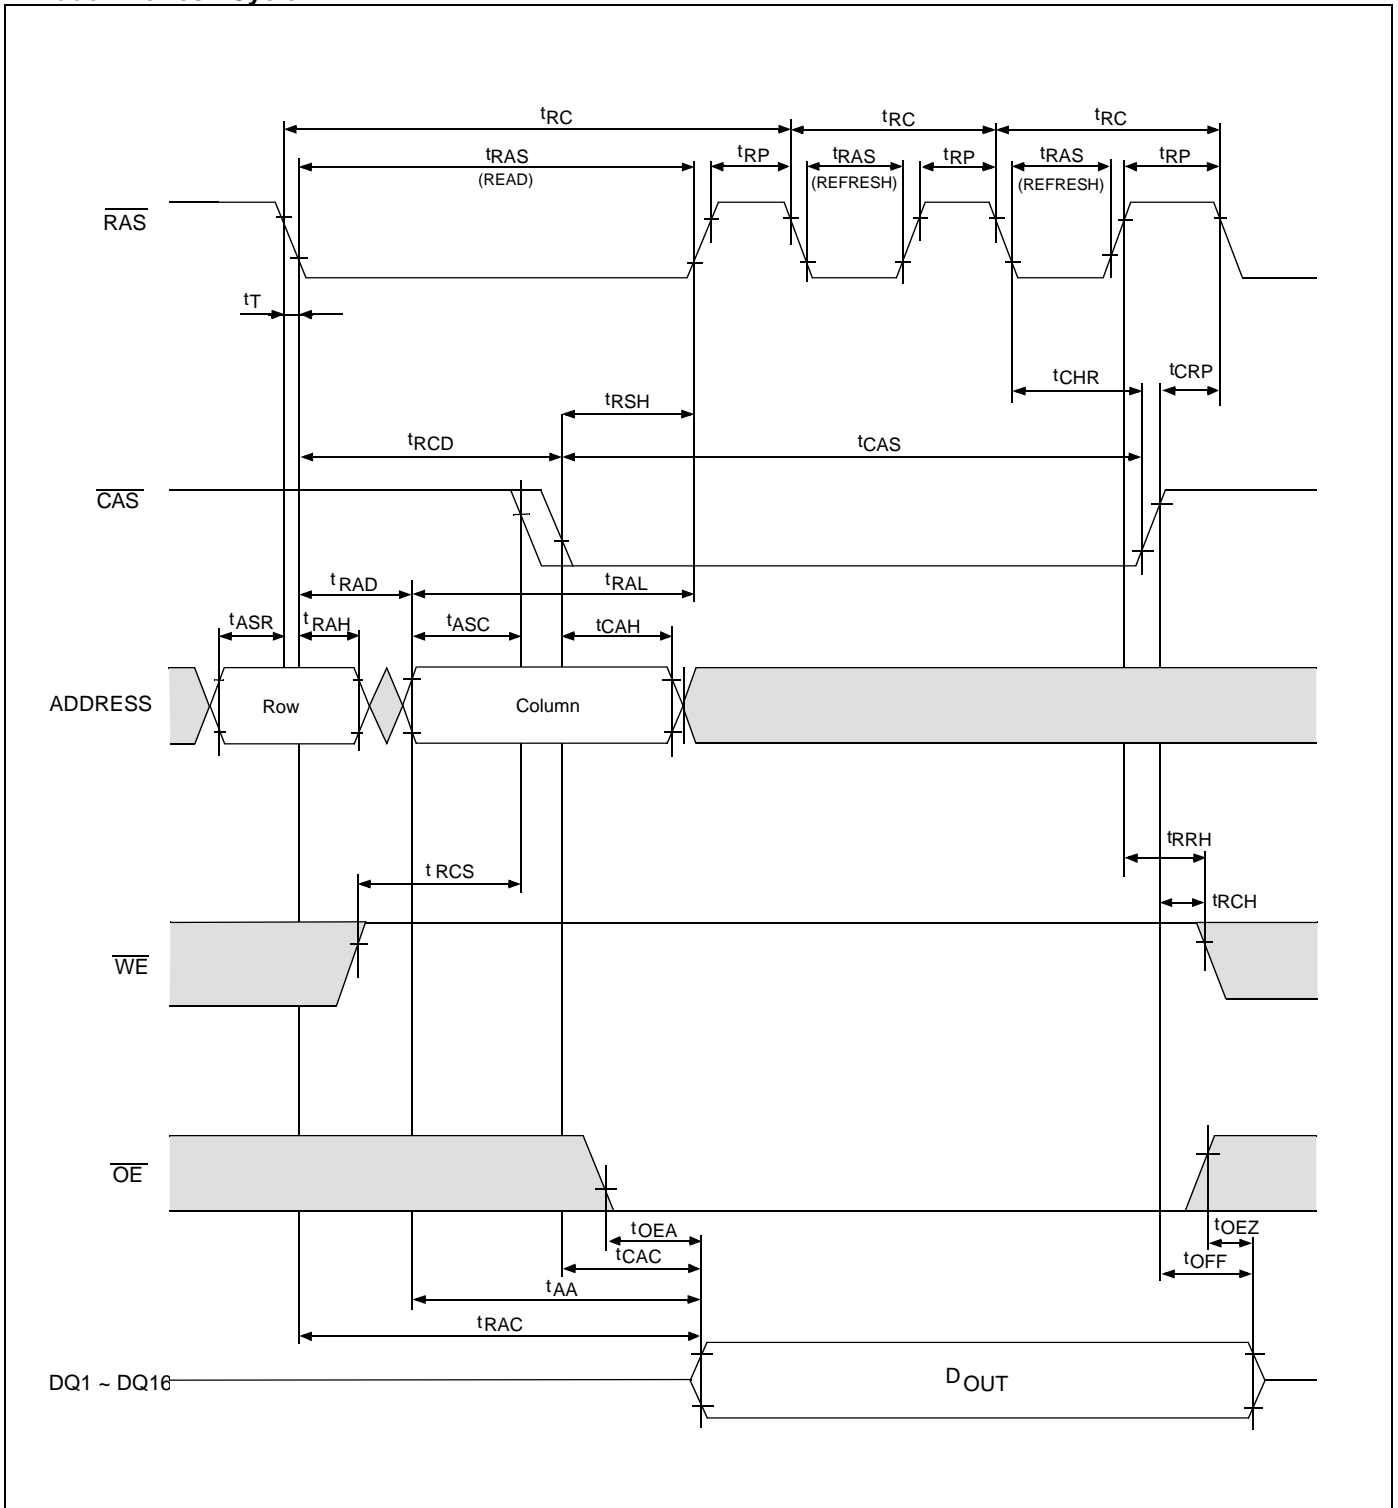 tRC tRC tRC
tRAS tRP tRAS tRP tRAS tRP
(READ) (REFRESH) (REFRESH)
RAS
tT
tCHR tCRP
tRSH
tRCD tCAS
CAS
tRAD tRAL
tASR tRAH tASC tCAH
ADDRESS Row Column
tRRH
tRCS
tRCH
WE
OE
tOEA tOEZ
tCAC tOFF
tAA
tRAC
DQ1 ~ DQ16 DOUT